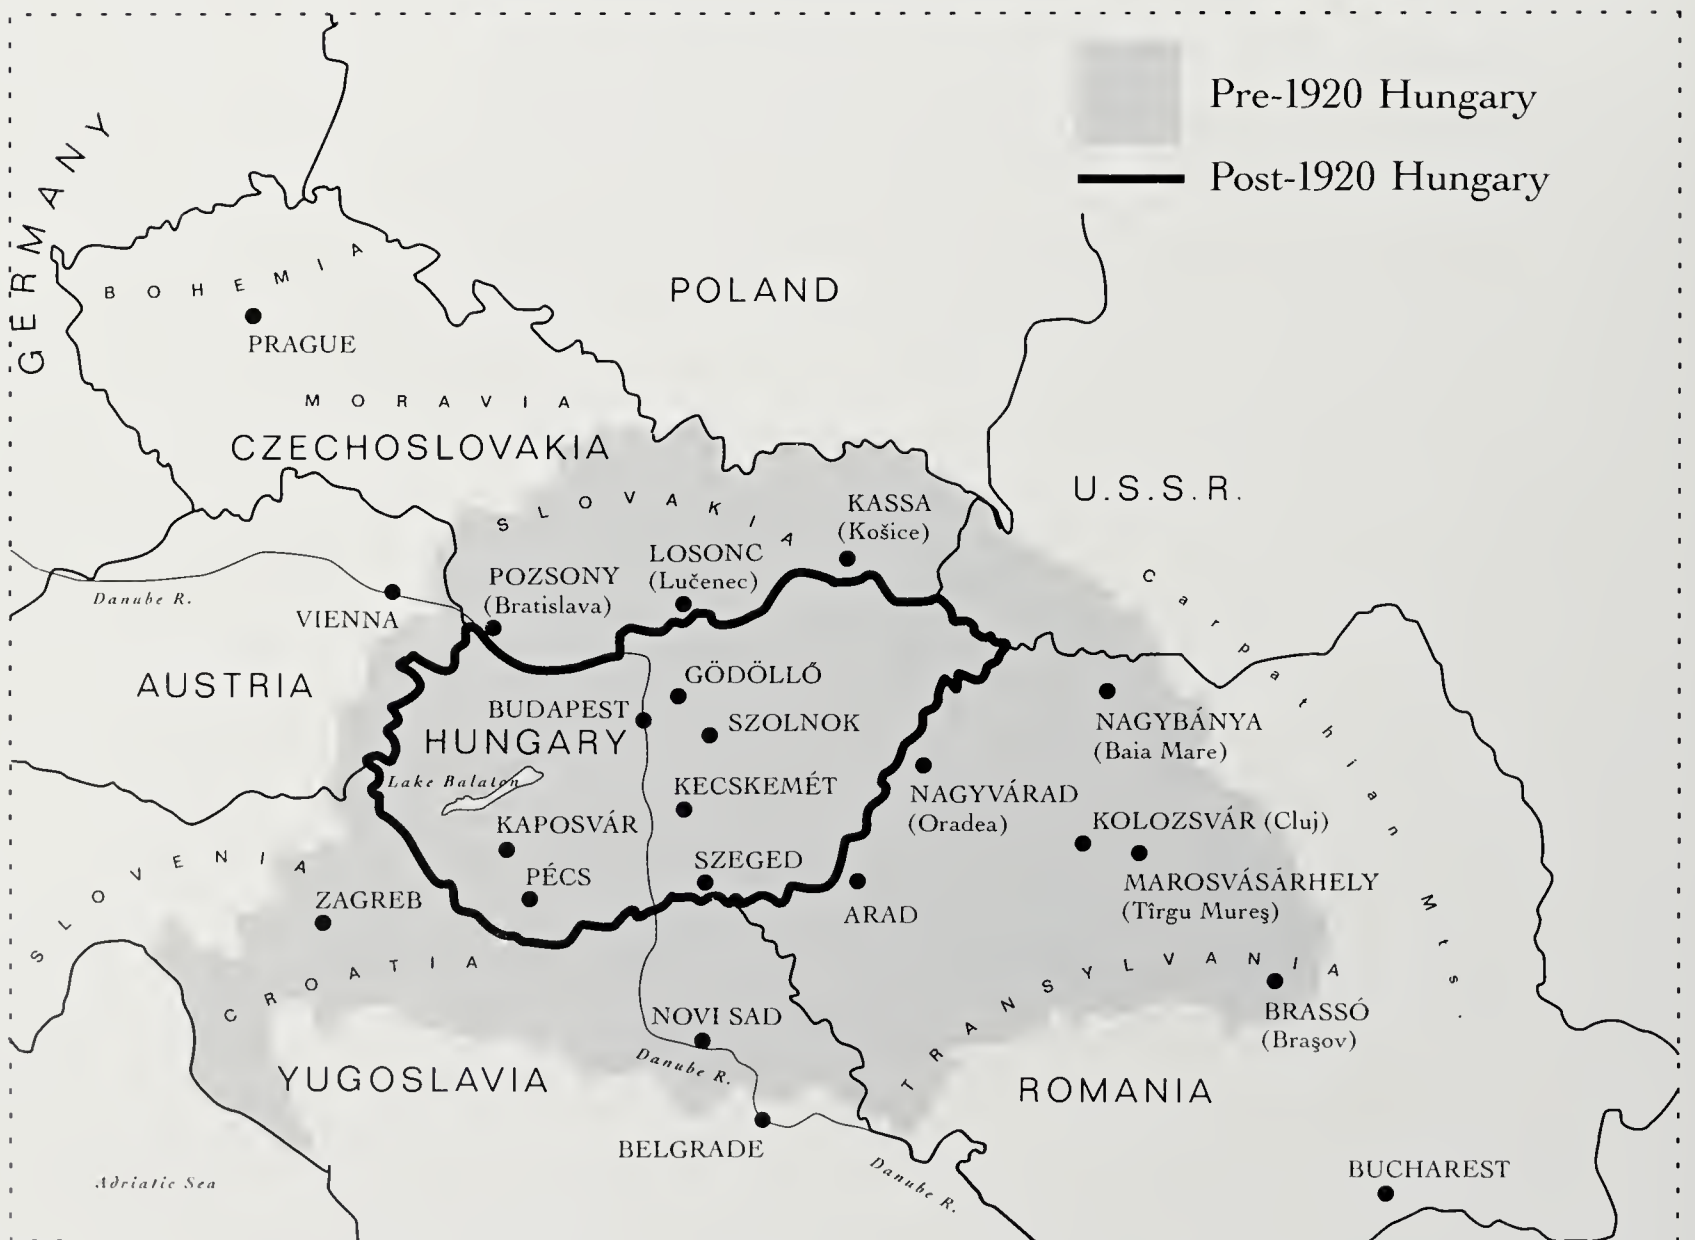 Pre-1920 Hungary
Post-1920 Hungary
GERMANY
BOHEMIA
PRAGUE
POLAND
MORAVIA
CZECHOSLOVAKIA
U.S.S.R.
SLOVAKIA
KASSA
(Košice)
LOSONC
(Lučenec)
POZSONY
(Bratislava)
Danube R.
VIENNA
Carpathian Mts.
AUSTRIA
GÖDÖLLŐ
BUDAPEST
SZOLNOK
HUNGARY
NAGYBÁNYA
(Baia Mare)
Lake Balaton
KECSKEMÉT
NAGYVÁRAD
(Oradea)
KAPOSVÁR
KOLOZSVÁR (Cluj)
SLOVENIA
SZEGED
PÉCS
MAROSVÁSÁRHELY
(Tîrgu Mureş)
ZAGREB
ARAD
CROATIA
TRANSYLVANIA
BRASSÓ
(Braşov)
NOVI SAD
Danube R.
YUGOSLAVIA
ROMANIA
BELGRADE
Danube R.
BUCHAREST
Adriatic Sea